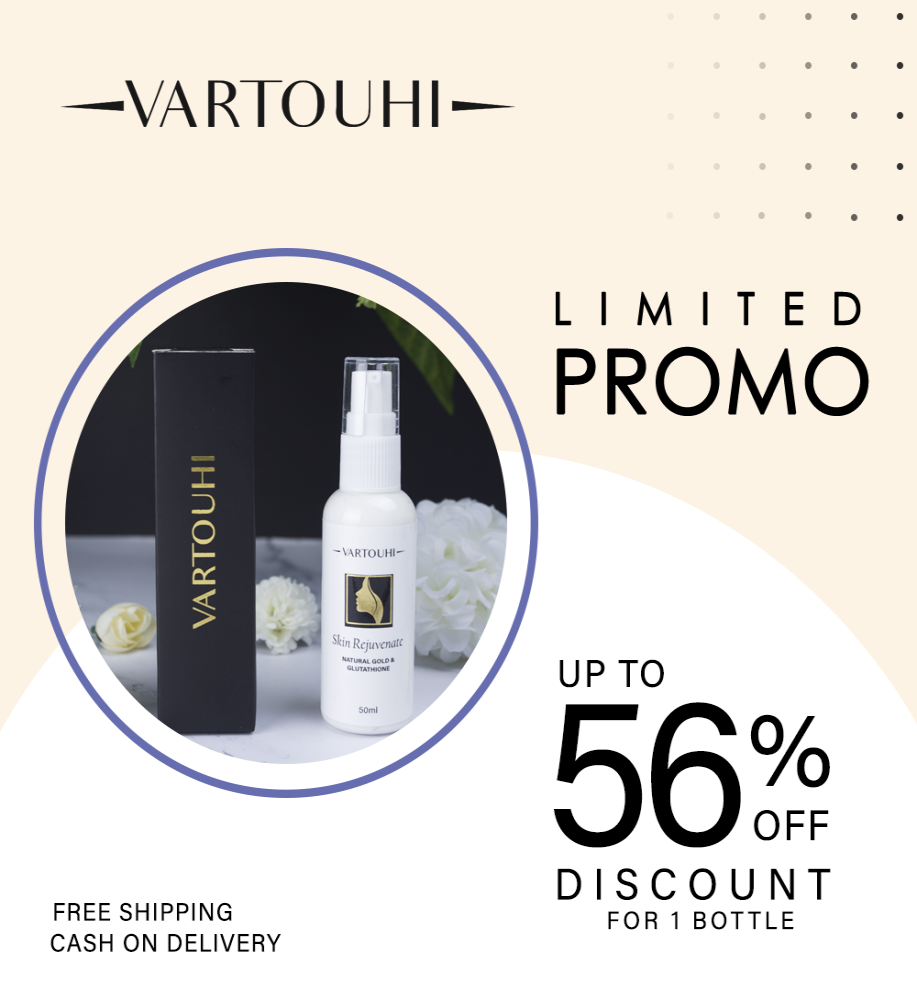 VARTOUHI
LIMITED
PROMO
VARTOUHI
VARTOUHI
Skin Rejuvenate
NATURAL GOLD &
GLUTATHIONE
50ml
UP TO
56%
OFF
DISCOUNT
FOR 1 BOTTLE
FREE SHIPPING
CASH ON DELIVERY